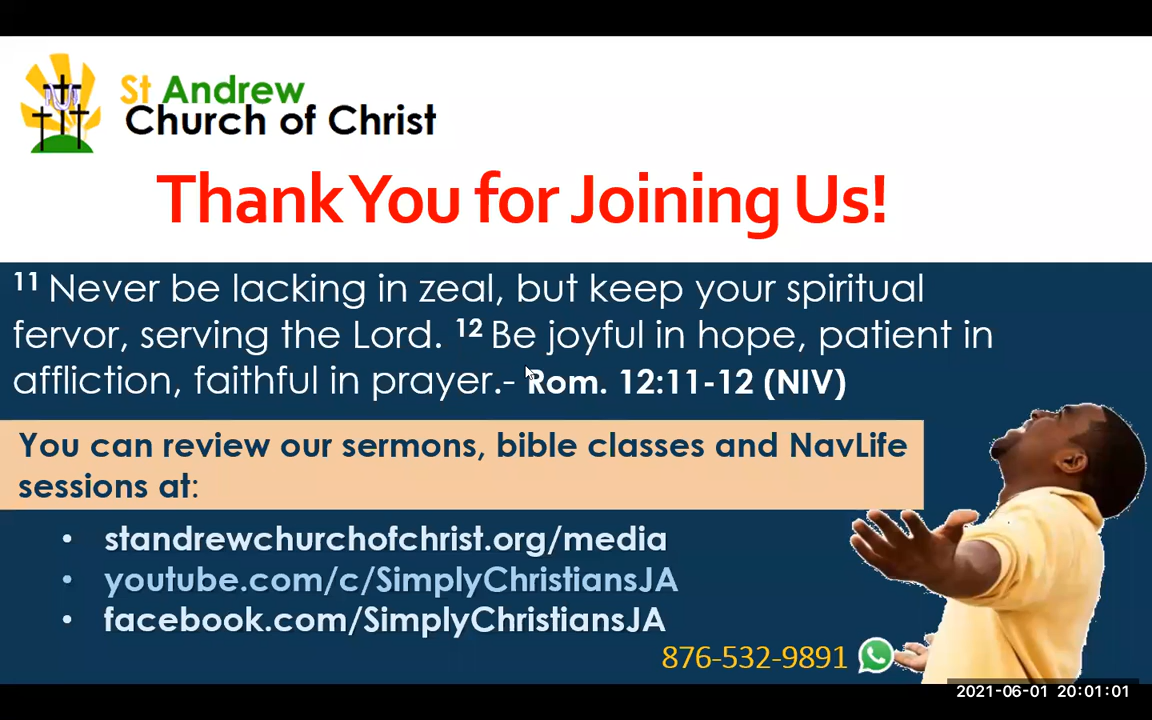 St Andrew
Church of Christ
Thank You for Joining Us!
11 Never be lacking in zeal, but keep your spiritual
fervor, serving the Lord. 12 Be joyful in hope, patient in
affliction, faithful in prayer.- Rom. 12:11-12 (NIV)
You can review our sermons, bible classes and NavLife
sessions at:
• standrewchurchofchrist.org/media
• youtube.com/c/SimplyChristiansJA
• facebook.com/SimplyChristiansJA
876-532-9891
2021-06-01 20:01:01